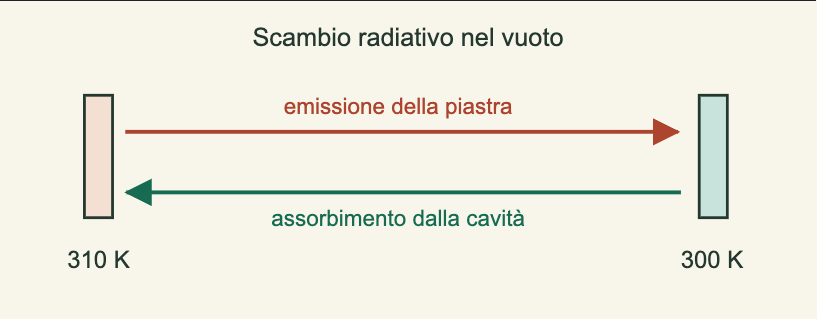 Scambio radiativo nel vuoto
emissione della piastra
assorbimento dalla cavità
310 K
300 K